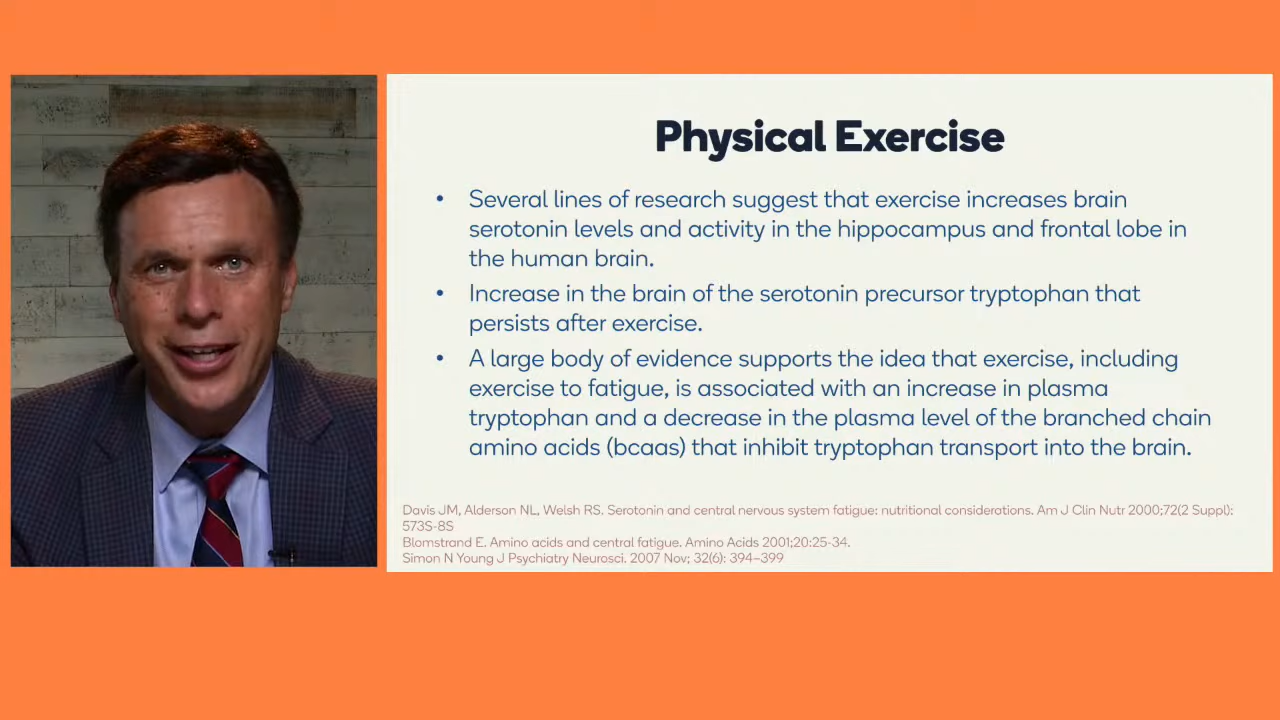 Physical Exercise
• Several lines of research suggest that exercise increases brain
serotonin levels and activity in the hippocampus and frontal lobe in
the human brain.
• Increase in the brain of the serotonin precursor tryptophan that
persists after exercise.
• A large body of evidence supports the idea that exercise, including
exercise to fatigue, is associated with an increase in plasma
tryptophan and a decrease in the plasma level of the branched chain
amino acids (bcaas) that inhibit tryptophan transport into the brain.
Davis JM, Alderson NL, Welsh RS. Serotonin and central nervous system fatigue: nutritional considerations. Am J Clin Nutr 2000;72(2 Suppl):
573S-8S
Blomstrand E. Amino acids and central fatigue. Amino Acids 2001;20:25-34.
Simon N Young J Psychiatry Neurosci. 2007 Nov; 32(6): 394–399